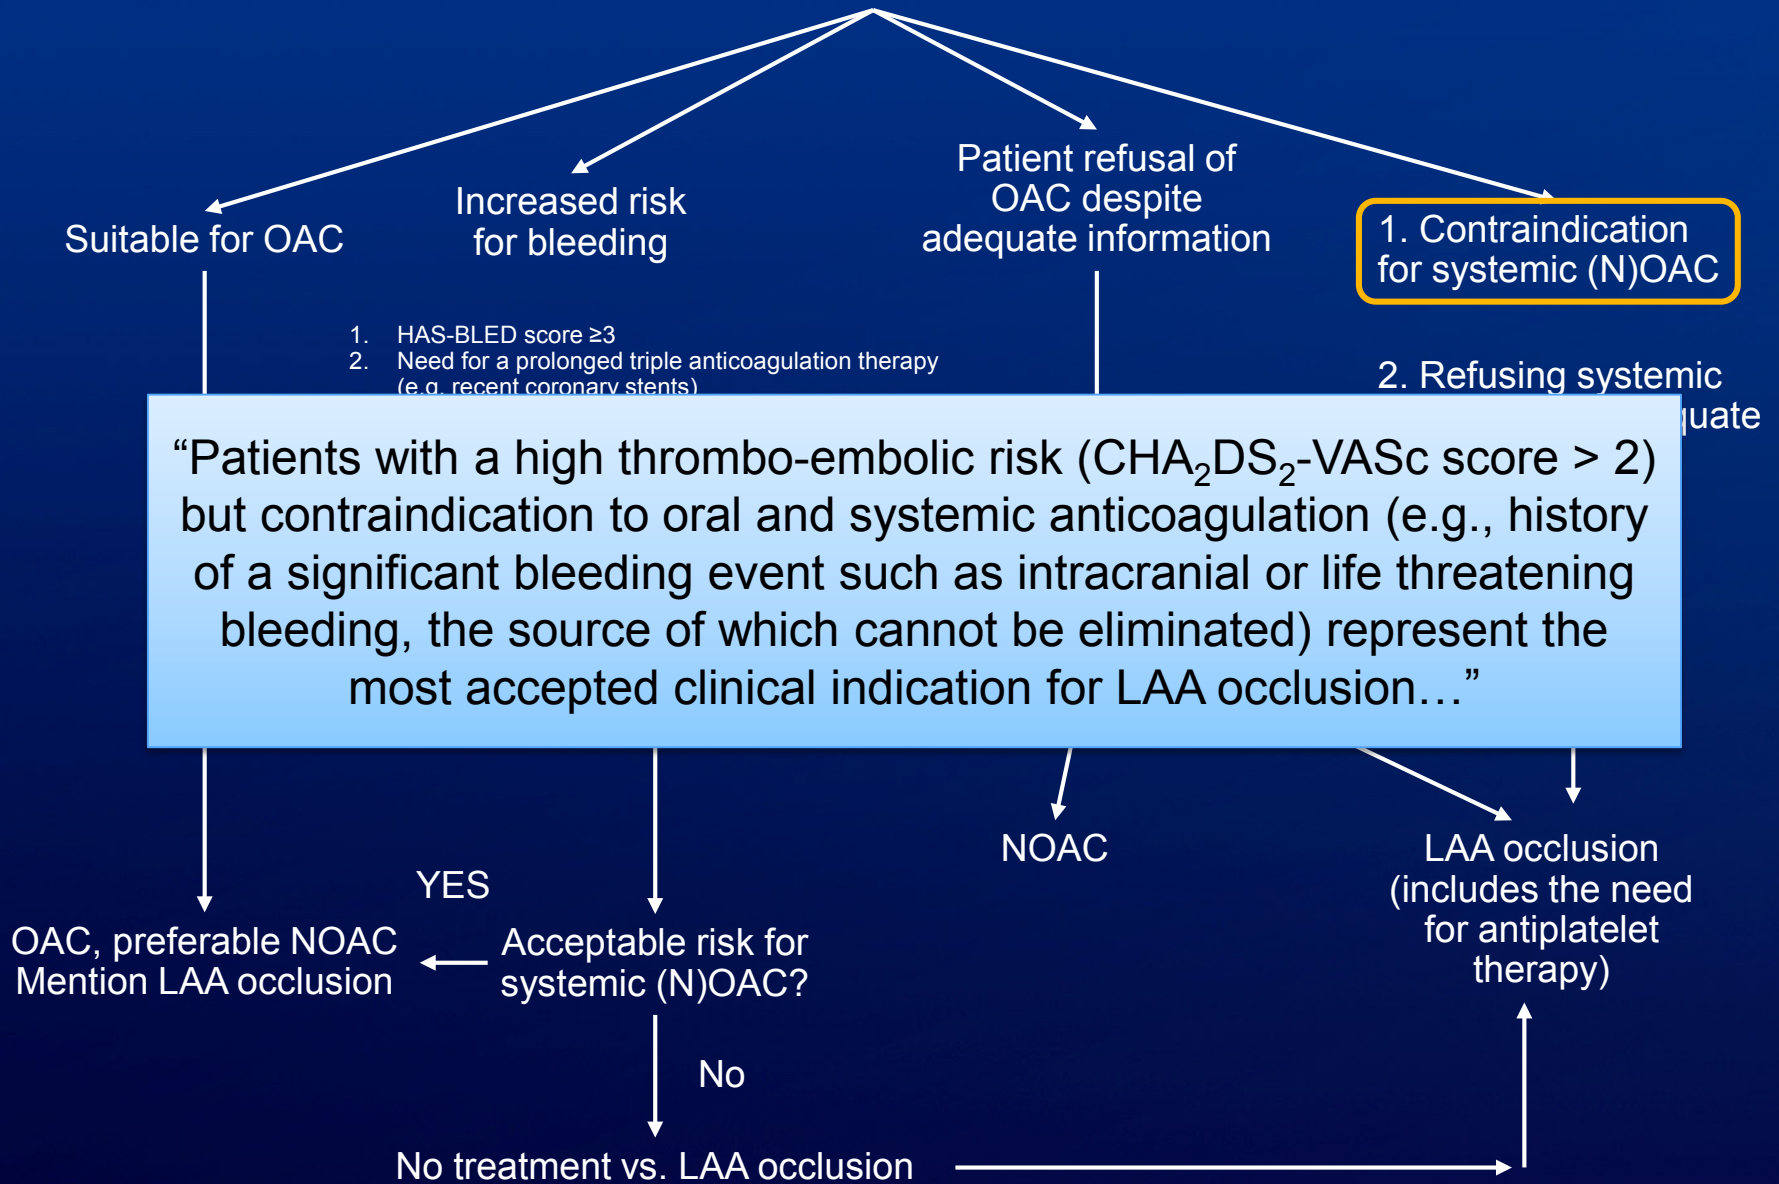 Suitable for OAC
Increased risk
for bleeding
Patient refusal of
OAC despite
adequate information
1. Contraindication
for systemic (N)OAC
1. HAS-BLED score ≥3
2. Need for a prolonged triple anticoagulation therapy
(e.g. recent coronary stents)
2. Refusing systemic
“Patients with a high thrombo-embolic risk (CHA₂DS₂-VASc score > 2)
but contraindication to oral and systemic anticoagulation (e.g., history
of a significant bleeding event such as intracranial or life threatening
bleeding, the source of which cannot be eliminated) represent the
most accepted clinical indication for LAA occlusion…”
NOAC
LAA occlusion
(includes the need
for antiplatelet
therapy)
YES
OAC, preferable NOAC
Mention LAA occlusion
Acceptable risk for
systemic (N)OAC?
No
No treatment vs. LAA occlusion